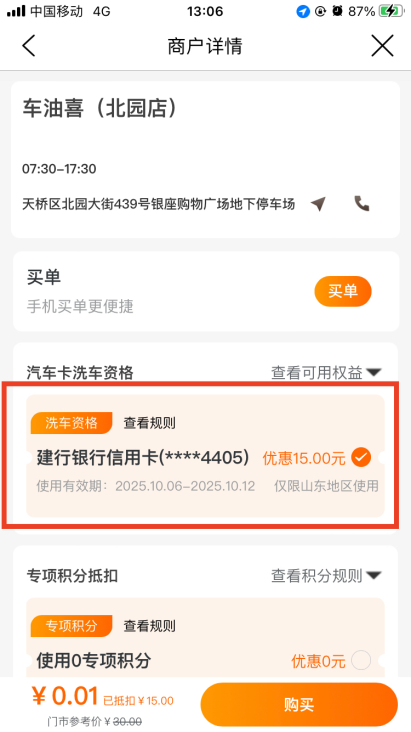 中国移动 4G 13:06 87%
商户详情
车油喜（北园店）
07:30-17:30
天桥区北园大街439号银座购物广场地下停车场
买单
手机买单更便捷
买单
汽车卡洗车资格 查看可用权益
洗车资格 查看规则
建行银行信用卡(****4405) 优惠15.00元
使用有效期：2025.10.06-2025.10.12 仅限山东地区使用
专项积分抵扣 查看积分规则
专项积分 查看规则
使用0专项积分 优惠0元
￥0.01 已抵扣￥15.00
门市参考价￥30.00
购买